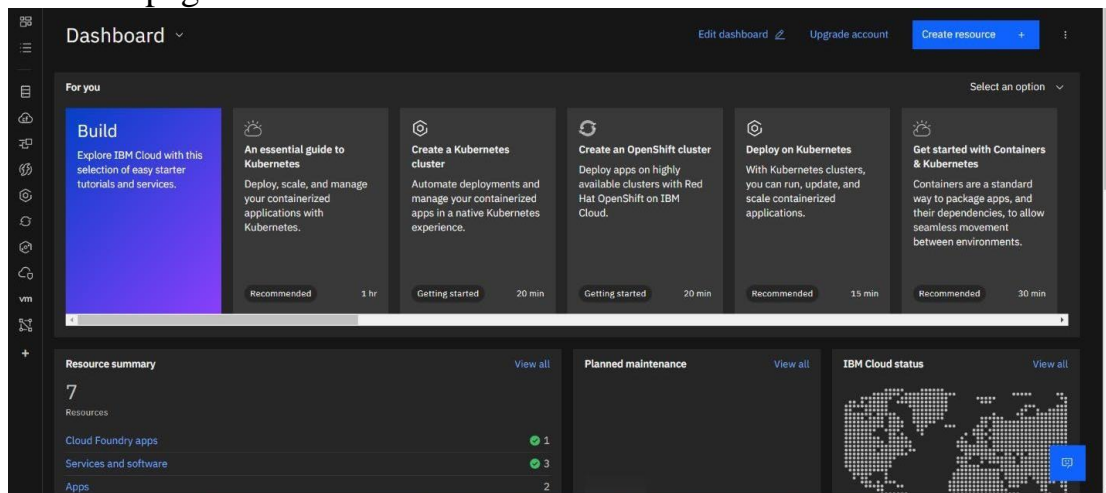 Dashboard
Edit dashboard
Upgrade account
Create resource +
For you
Select an option
Build
Explore IBM Cloud with this
selection of easy starter
tutorials and services.
An essential guide to
Kubernetes
Deploy, scale, and manage
your containerized
applications with
Kubernetes.
Recommended 1 hr
Create a Kubernetes
cluster
Automate deployments and
manage your containerized
apps in a native Kubernetes
experience.
Getting started 20 min
Create an OpenShift cluster
Deploy apps on highly
available clusters with Red
Hat OpenShift on IBM
Cloud.
Getting started 20 min
Deploy on Kubernetes
With Kubernetes clusters,
you can run, update, and
scale containerized
applications.
Recommended 15 min
Get started with Containers
& Kubernetes
Containers are a standard
way to package apps, and
their dependencies, to allow
seamless movement
between environments.
Recommended 30 min
vm
Resource summary View all
7
Resources
Cloud Foundry apps 1
Services and software 3
Apps 2
Planned maintenance View all
IBM Cloud status View all